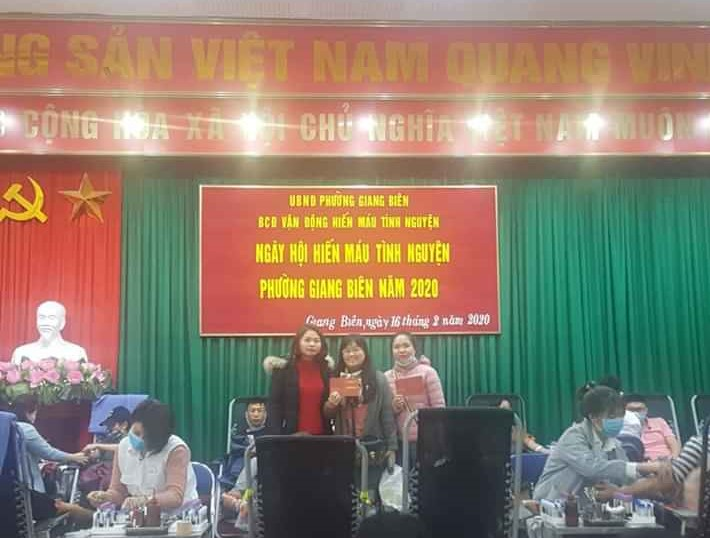 NG SẢN VIỆT NAM QUANG VINH
CỘNG HÒA XÃ HỘI CHỦ NGHĨA VIỆT NAM MUÔN
UBND PHƯỜNG GIANG BIÊN
BCĐ VẬN ĐỘNG HIẾN MÁU TÌNH NGUYỆN
NGÀY HỘI HIẾN MÁU TÌNH NGUYỆN
PHƯỜNG GIANG BIÊN NĂM 2020
Giang Biên,ngày 16 tháng 2 năm 2020